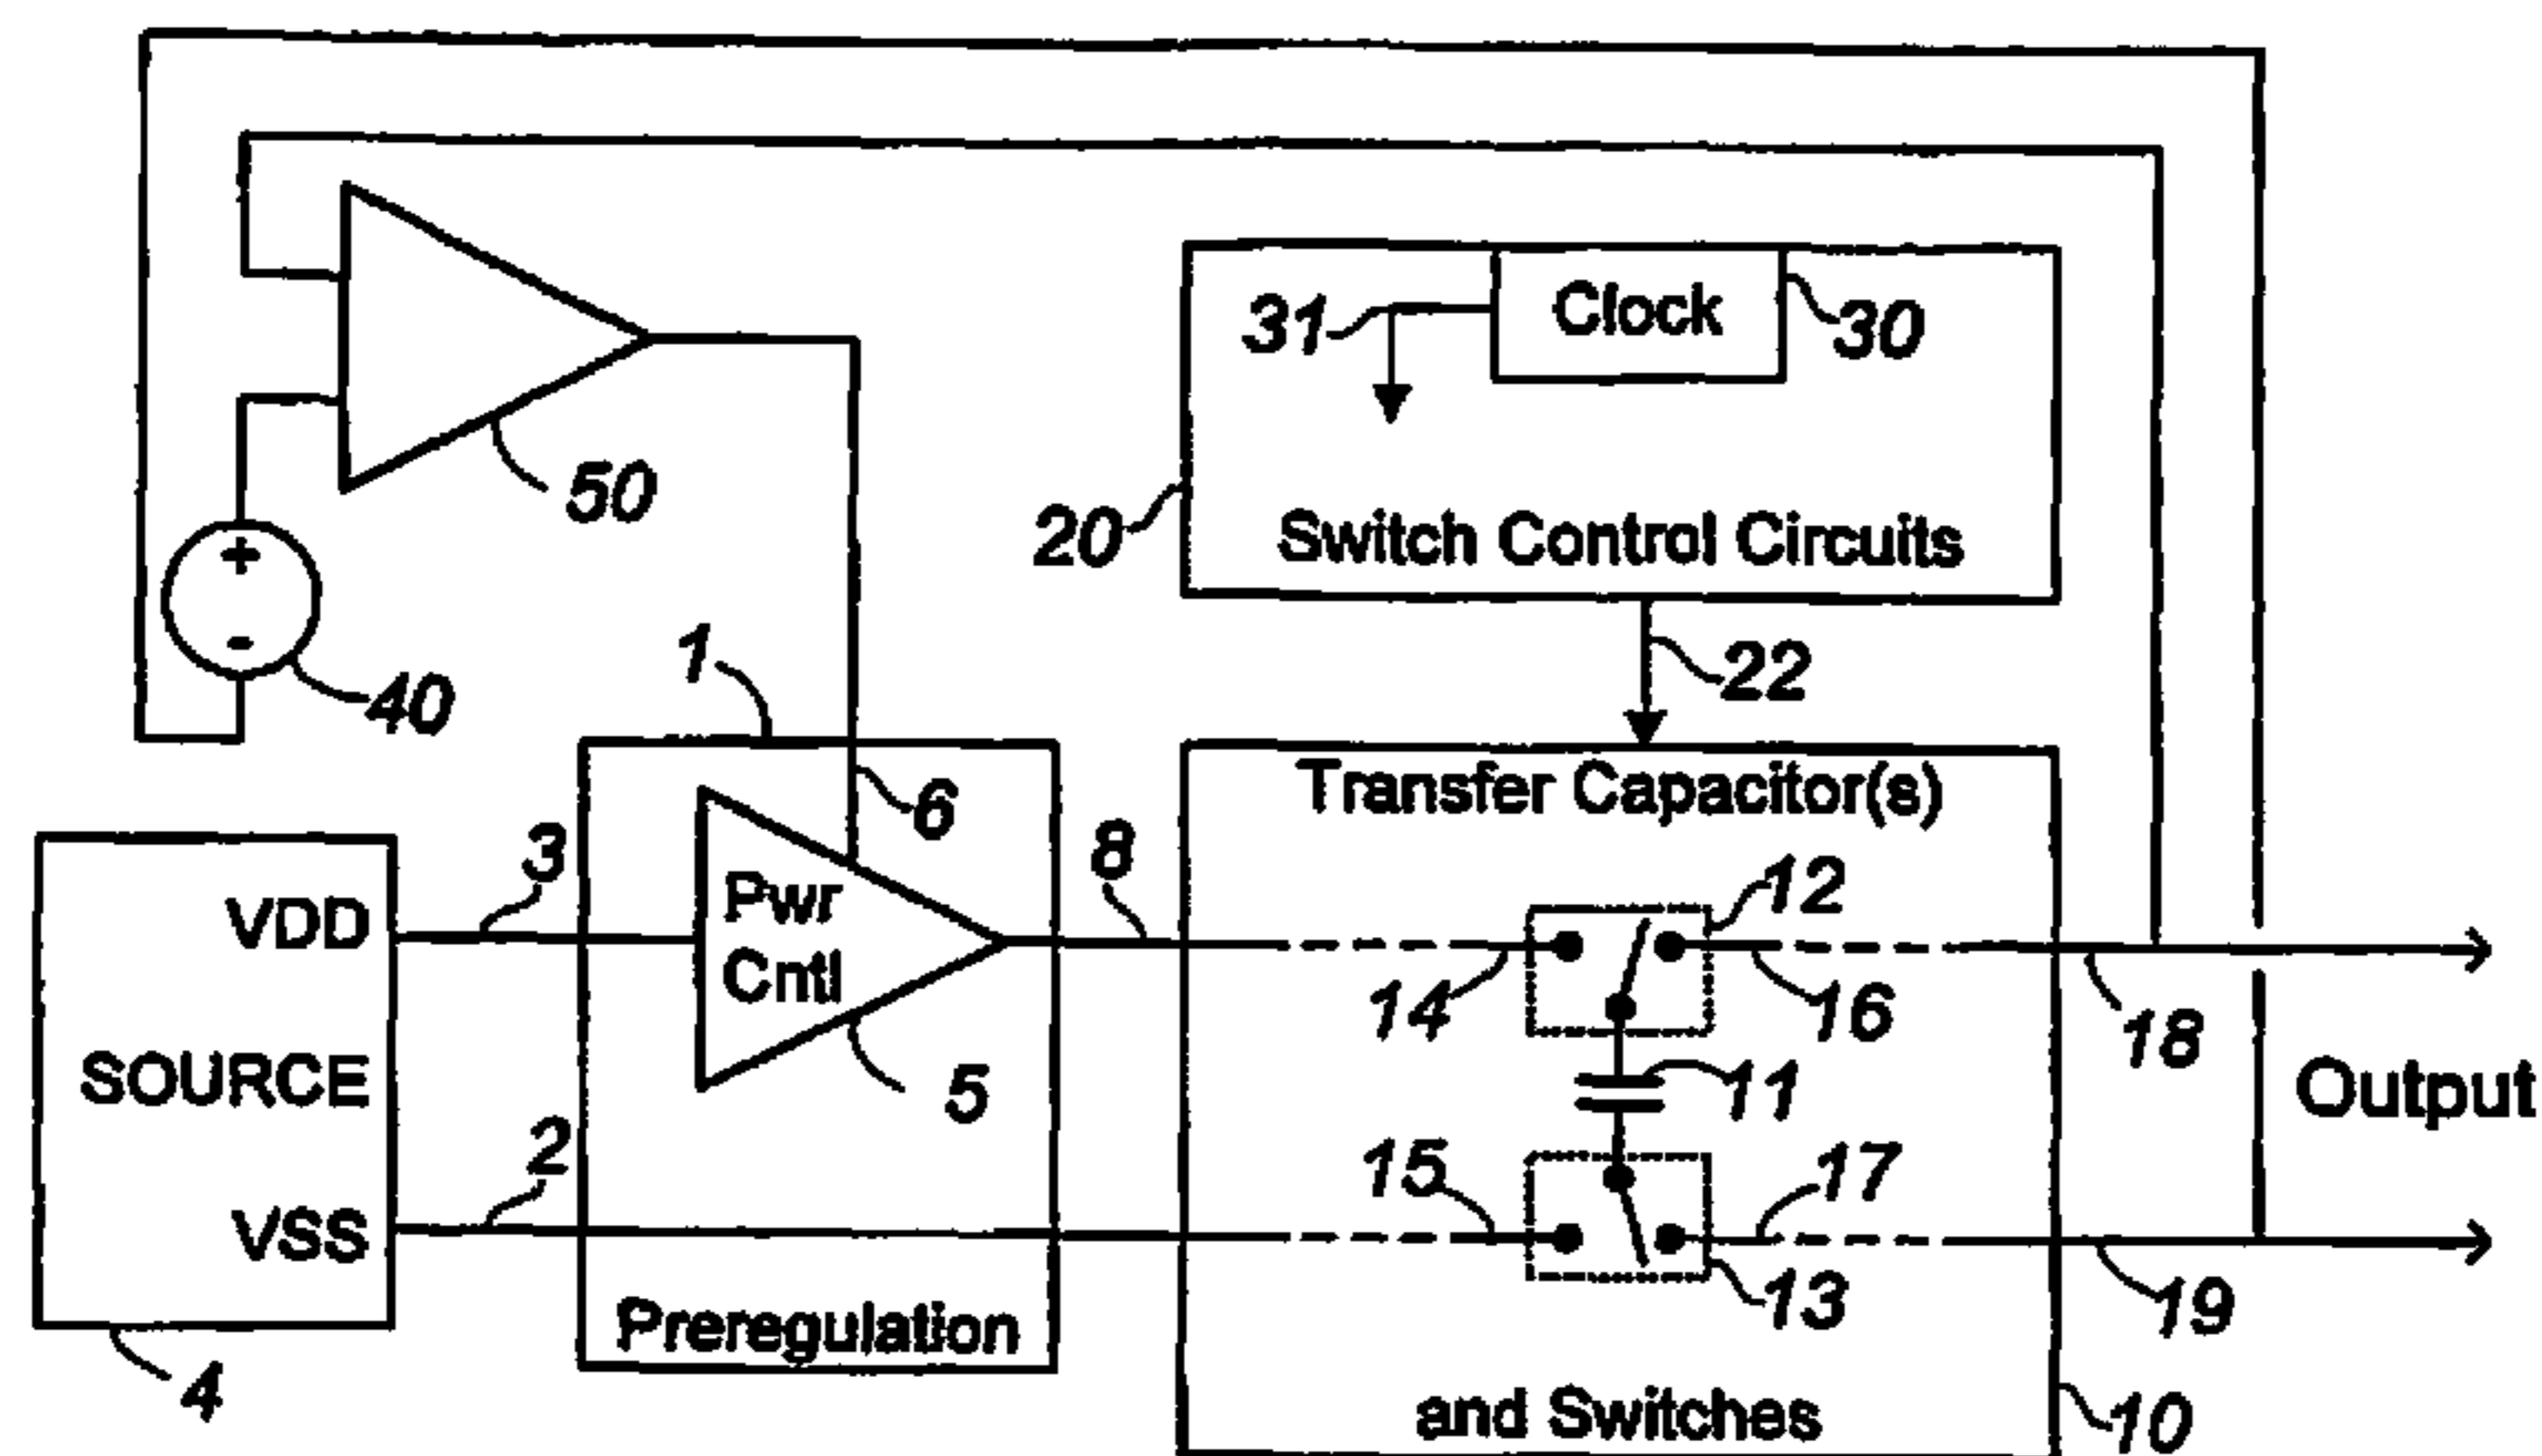 Clock
31
30
50
20
Switch Control Circuits
+
-
40
1
22
6
Transfer Capacitor(s)
3
8
12
VDD
Pwr
Cntl
14
16
18
SOURCE
5
11
Output
2
15
17
VSS
13
19
Preregulation
4
and Switches
10